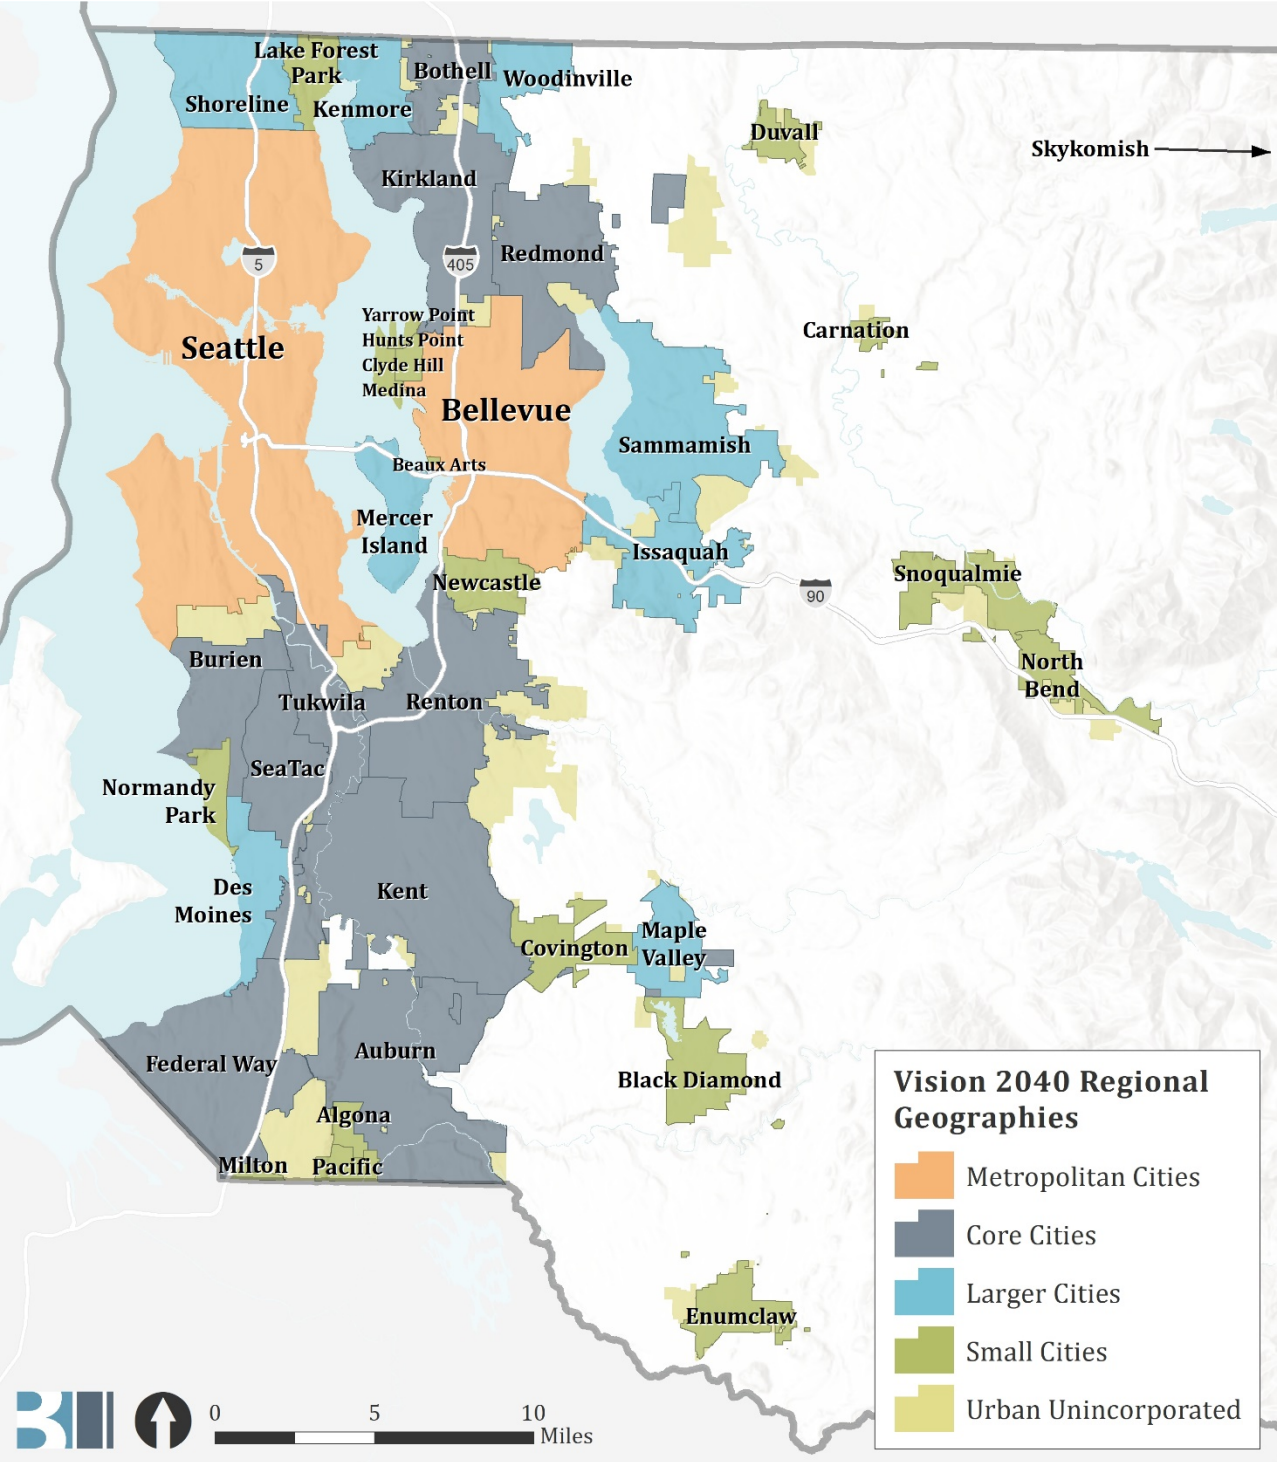 Lake Forest
Park
Bothell
Woodinville
Shoreline
Kenmore
Duvall
Skykomish
Kirkland
Redmond
5
405
Yarrow Point
Hunts Point
Clyde Hill
Medina
Carnation
Seattle
Bellevue
Sammamish
Beaux Arts
Mercer
Island
Issaquah
Newcastle
Snoqualmie
90
Burien
North
Bend
Tukwila
Renton
SeaTac
Normandy
Park
Des
Moines
Kent
Covington
Maple
Valley
Federal Way
Auburn
Black Diamond
Algona
Milton
Pacific
Enumclaw
Vision 2040 Regional
Geographies
Metropolitan Cities
Core Cities
Larger Cities
Small Cities
Urban Unincorporated
0 5 10
Miles